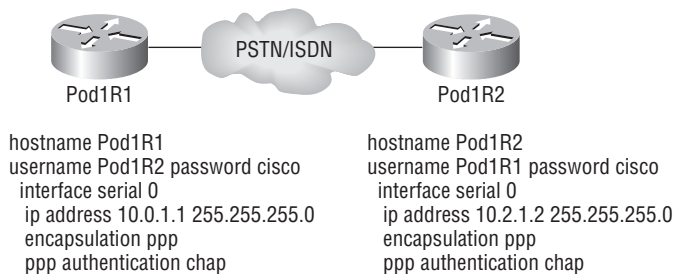 PSTN/ISDN
Pod1R1
Pod1R2
hostname Pod1R1
username Pod1R2 password cisco
interface serial 0
ip address 10.0.1.1 255.255.255.0
encapsulation ppp
ppp authentication chap
hostname Pod1R2
username Pod1R1 password cisco
interface serial 0
ip address 10.2.1.2 255.255.255.0
encapsulation ppp
ppp authentication chap